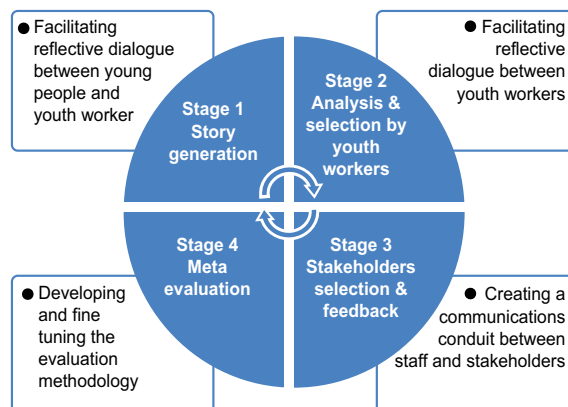 ● Facilitating
reflective dialogue
between young
people and
youth worker
● Facilitating
reflective
dialogue between
youth workers
Stage 1
Story
generation
Stage 2
Analysis &
selection by
youth
workers
Stage 4
Meta
evaluation
Stage 3
Stakeholders
selection &
feedback
● Developing
and fine
tuning the
evaluation
methodology
● Creating a
communications
conduit between
staff and stakeholders